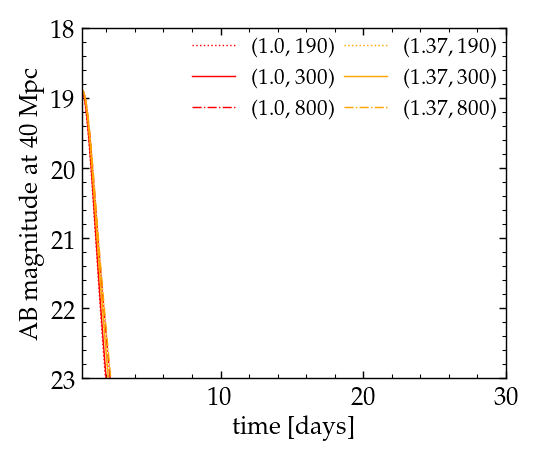 18
19
20
21
22
23
AB magnitude at 40 Mpc
(1.0, 190) (1.37, 190)
(1.0, 300) (1.37, 300)
(1.0, 800) (1.37, 800)
10 20 30
time [days]